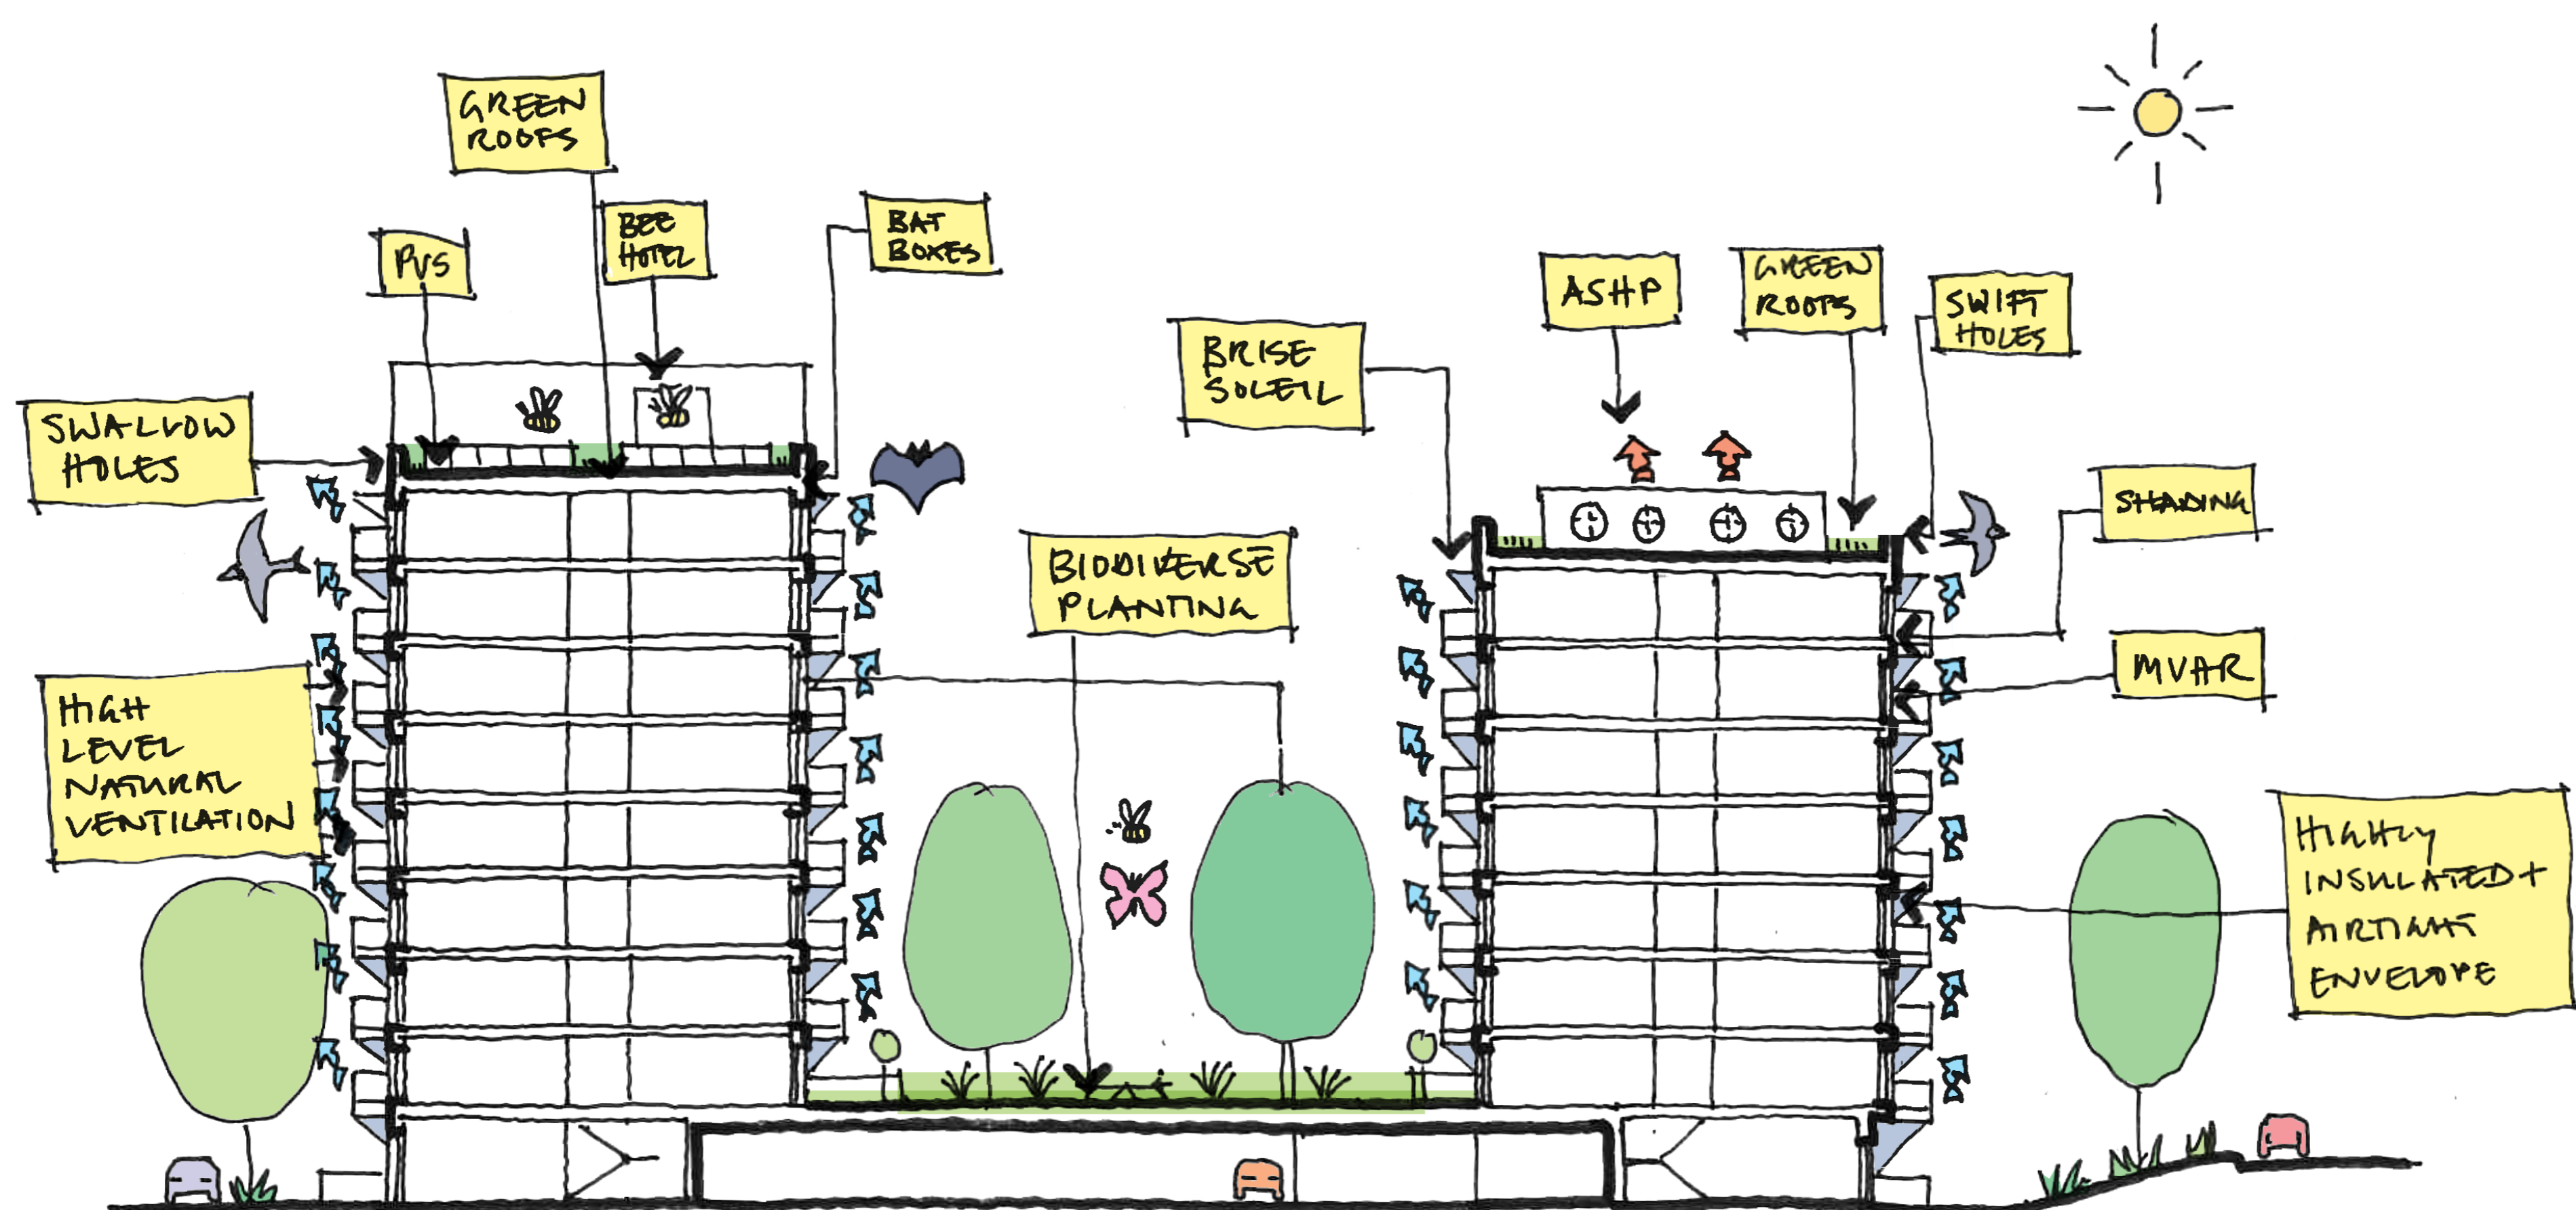 GREEN
ROOFS
PVS
BEE
HOTEL
BAT
BOXES
SWALLOW
HOLES
HIGH
LEVEL
NATURAL
VENTILATION
BIODIVERSE
PLANTING
BRISE
SOLEIL
ASHP
GREEN
ROOFS
SWIFT
HOLES
SHADING
MVHR
HIGHLY
INSULATED+
AIRTIGHT
ENVELOPE